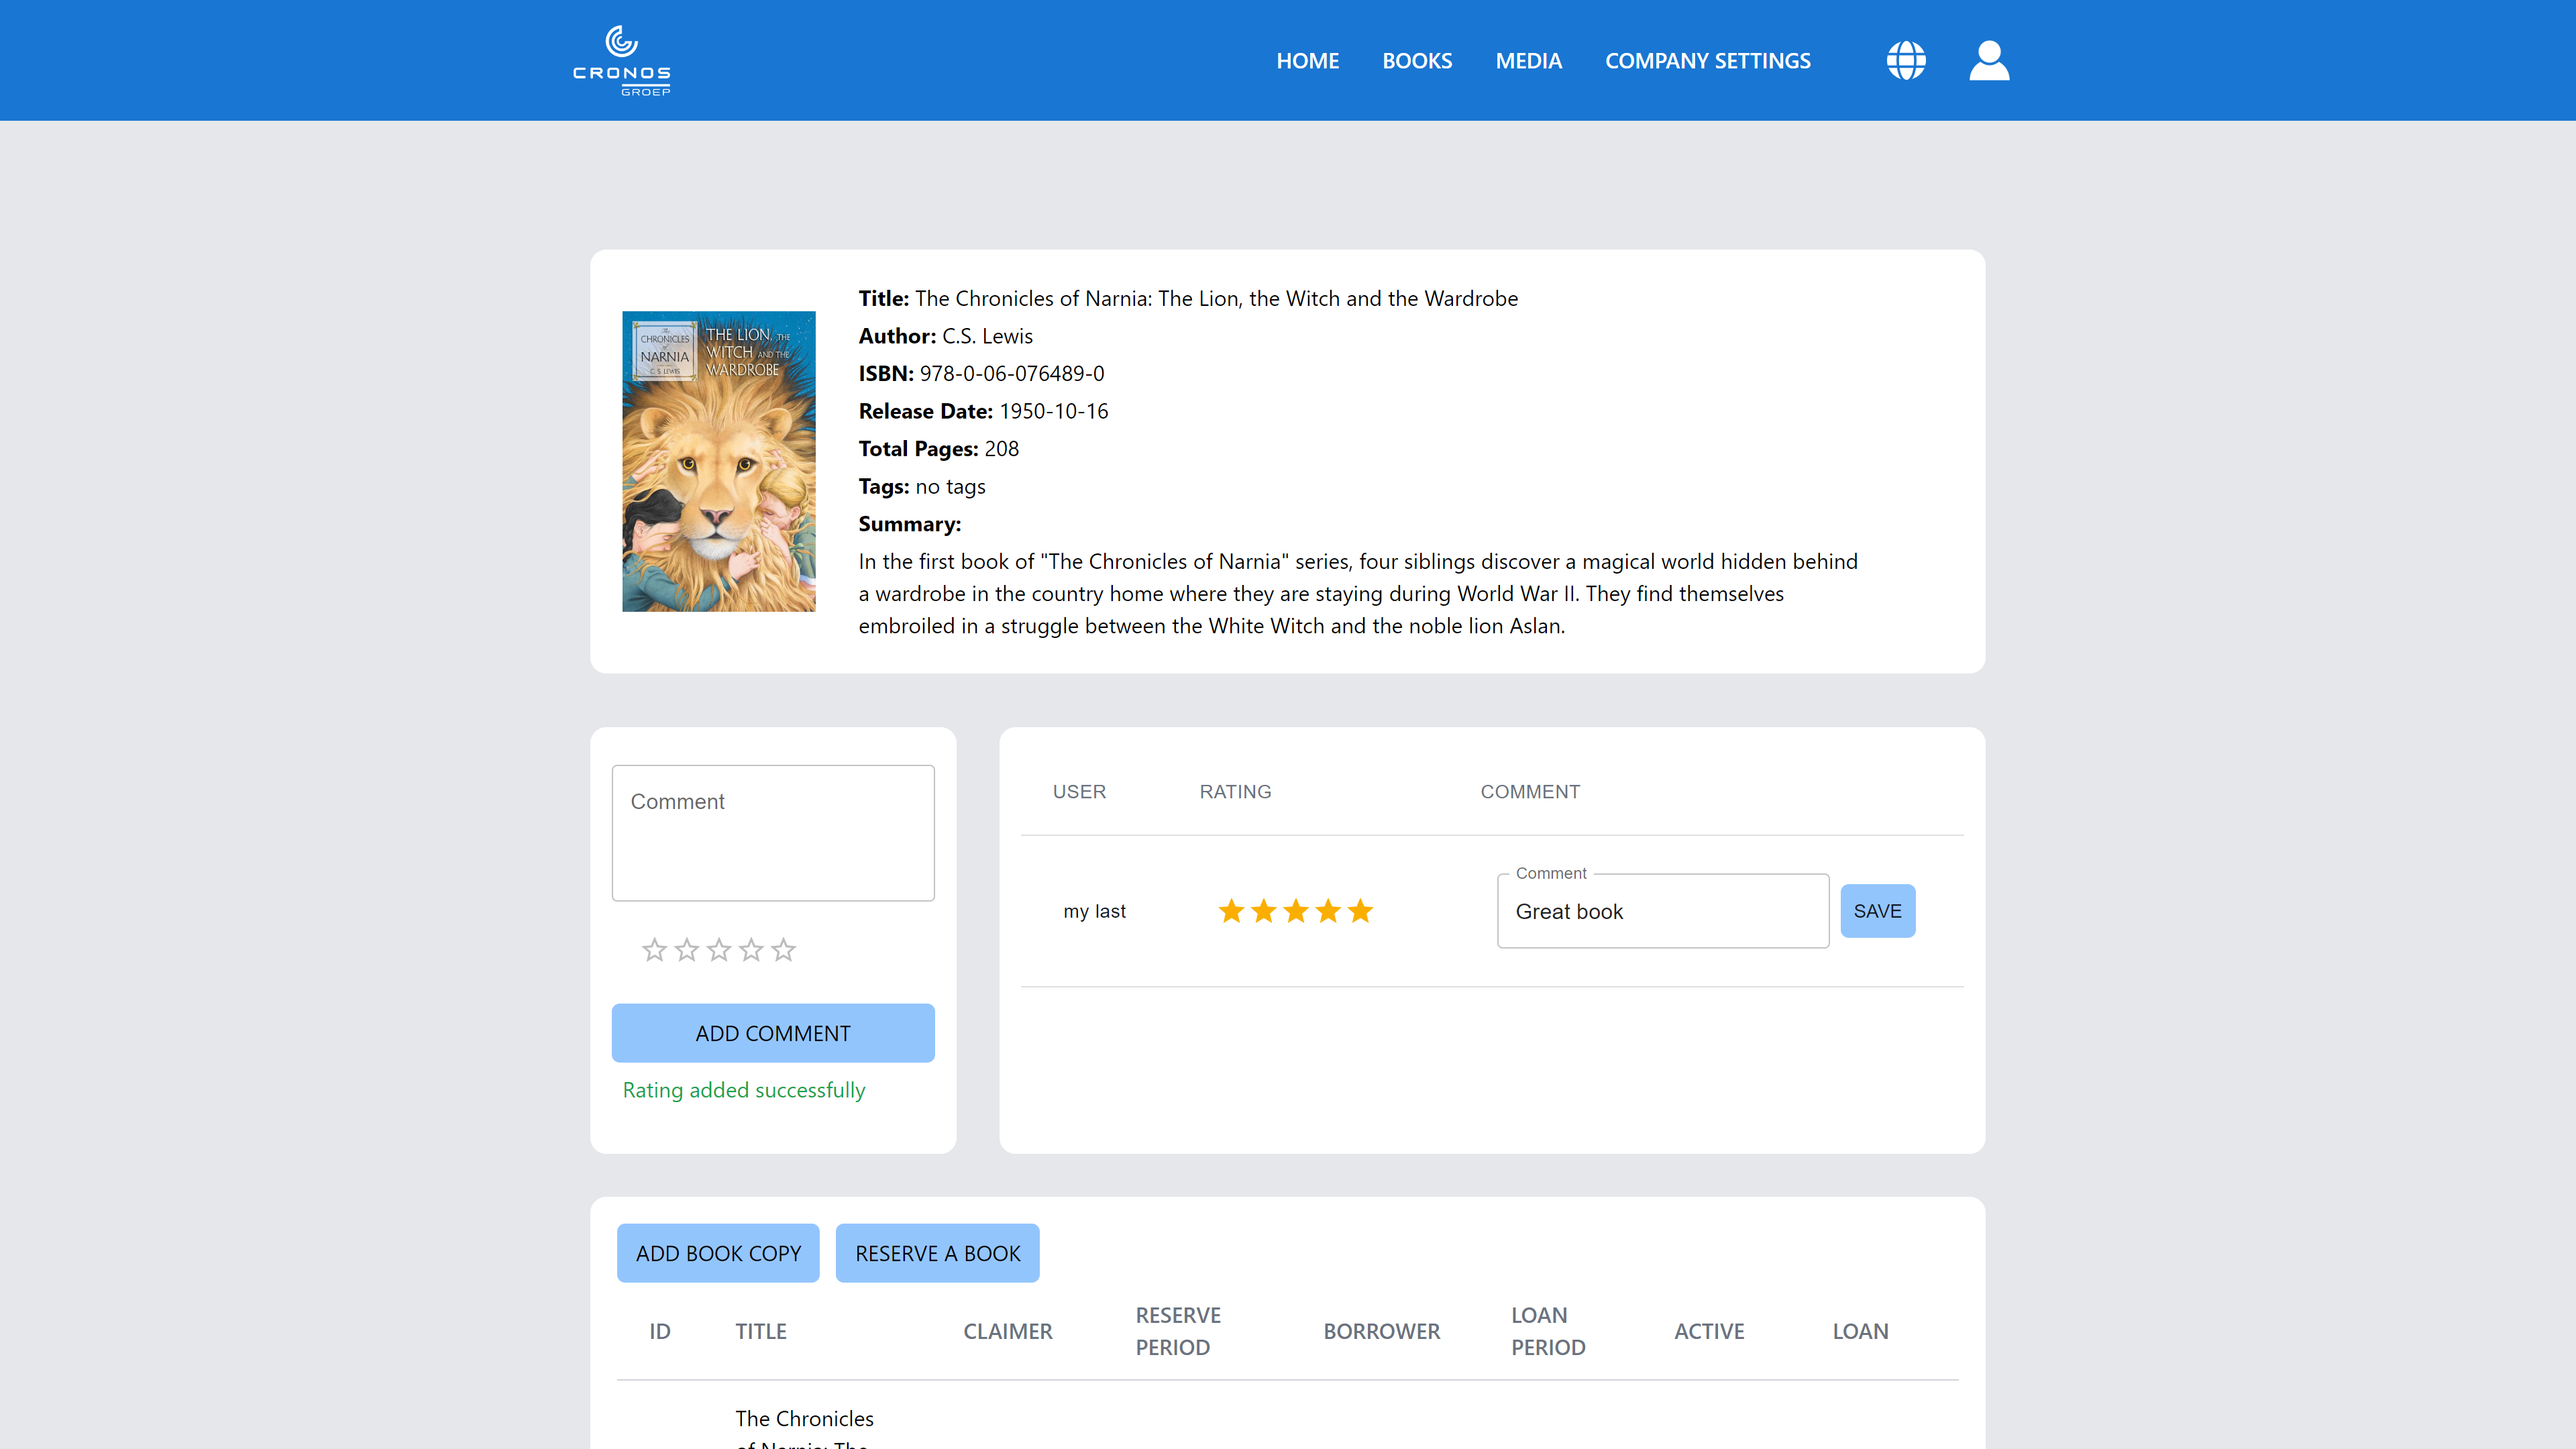 CRONOS
GROEP
HOME BOOKS MEDIA COMPANY SETTINGS
THE LION, THE
WITCH AND THE
WARDROBE
The
CHRONICLES
of
NARNIA
C. S. LEWIS
Title: The Chronicles of Narnia: The Lion, the Witch and the Wardrobe
Author: C.S. Lewis
ISBN: 978-0-06-076489-0
Release Date: 1950-10-16
Total Pages: 208
Tags: no tags
Summary:
In the first book of "The Chronicles of Narnia" series, four siblings discover a magical world hidden behind
a wardrobe in the country home where they are staying during World War II. They find themselves
embroiled in a struggle between the White Witch and the noble lion Aslan.
Comment
ADD COMMENT
Rating added successfully
USER RATING COMMENT
Comment
my last Great book SAVE
ADD BOOK COPY RESERVE A BOOK
ID TITLE CLAIMER RESERVE PERIOD BORROWER LOAN PERIOD ACTIVE LOAN
The Chronicles
of Narnia: The